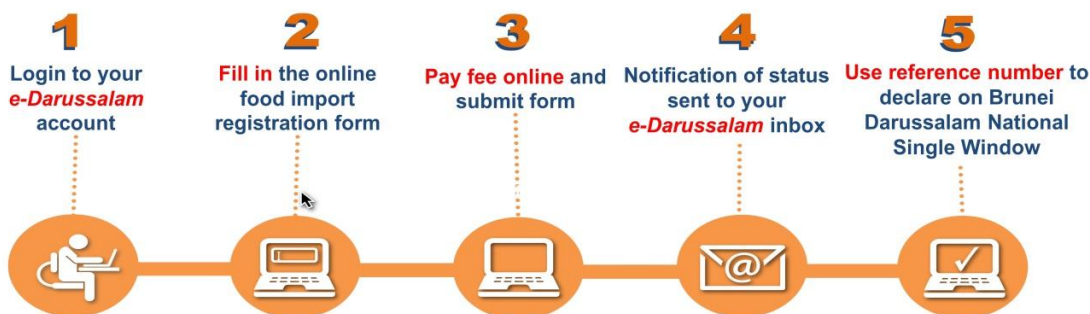 1
Login to your
e-Darussalam
account
2
Fill in the online
food import
registration form
3
Pay fee online and
submit form
4
Notification of status
sent to your
e-Darussalam inbox
5
Use reference number to
declare on Brunei
Darussalam National
Single Window
@